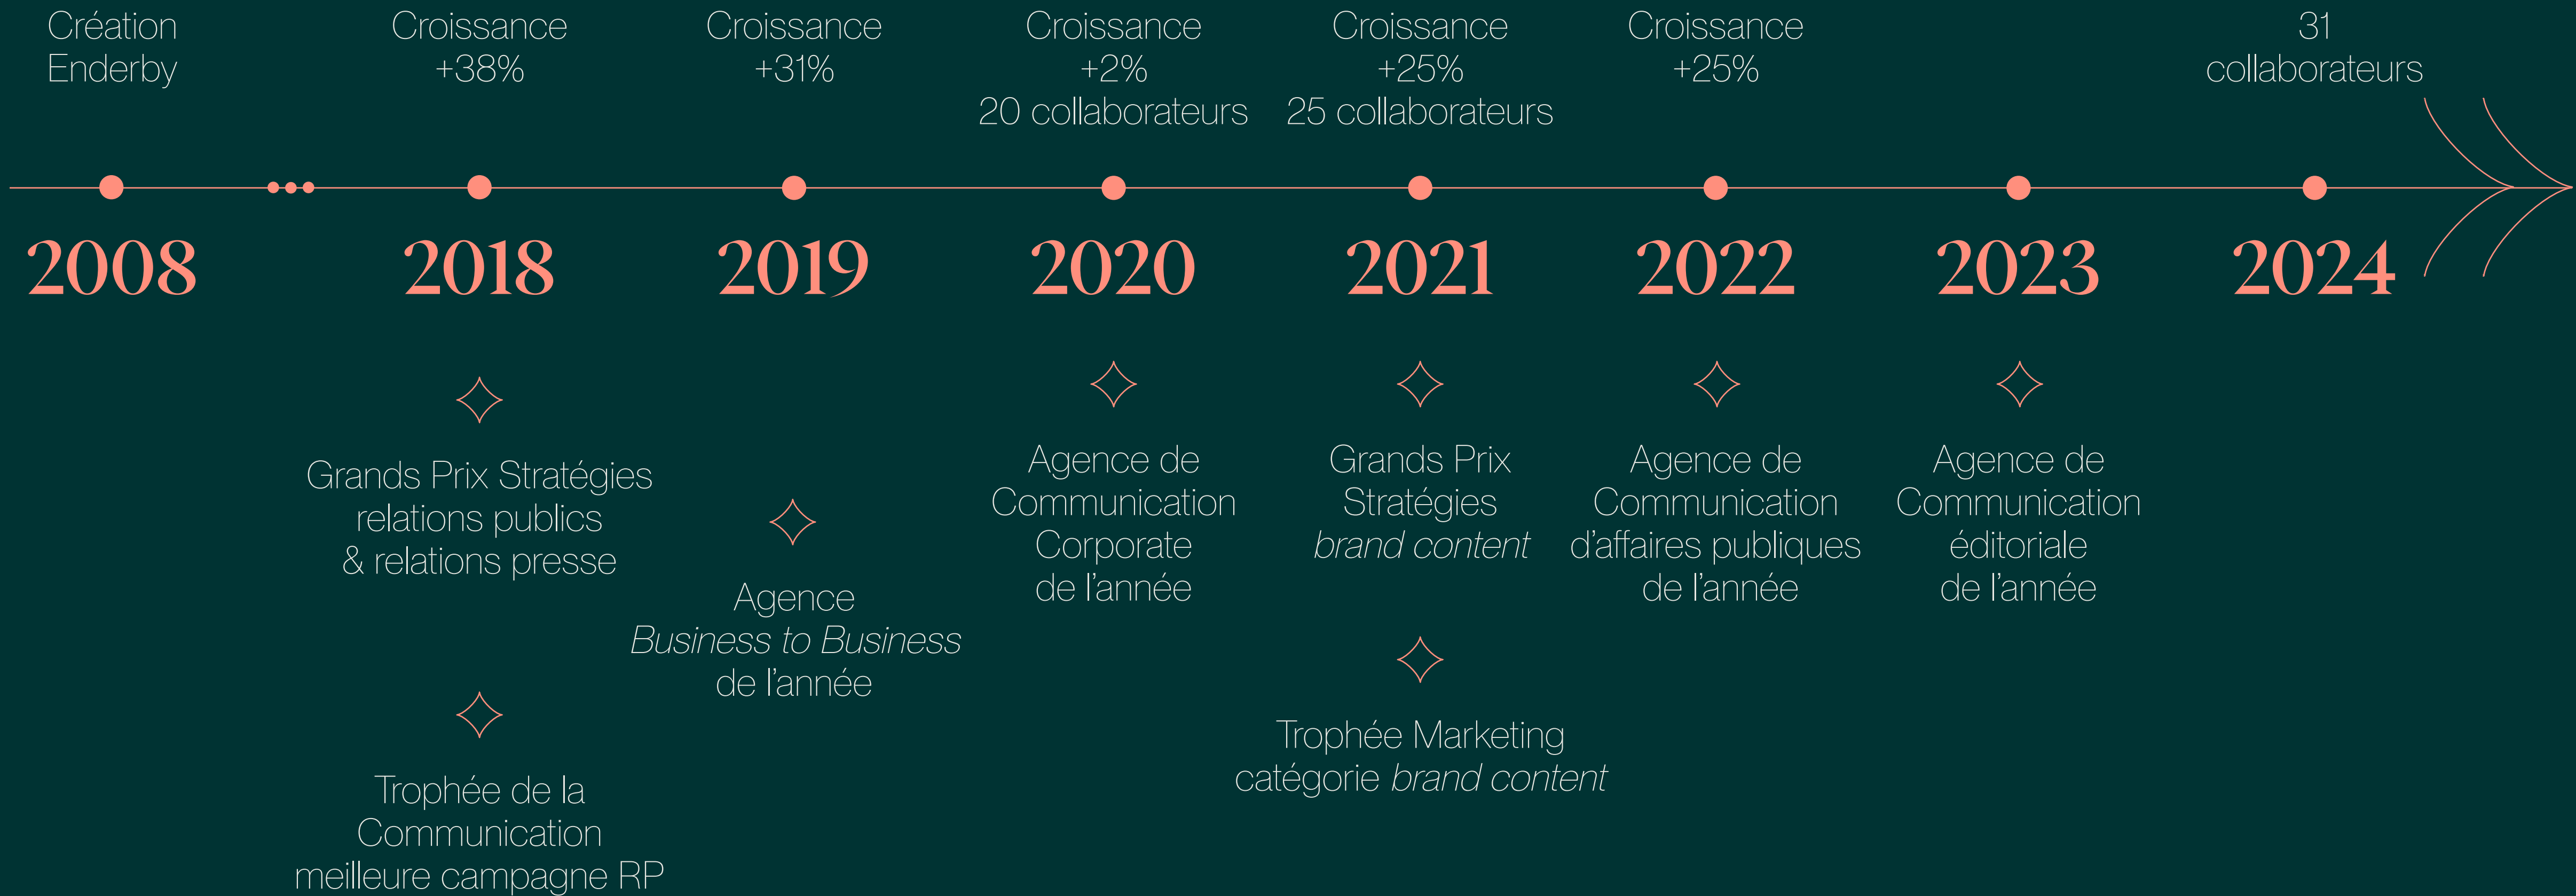 Création
Enderby
Croissance
+38%
Croissance
+31%
Croissance
+2%
20 collaborateurs
Croissance
+25%
25 collaborateurs
Croissance
+25%
31
collaborateurs
2008
2018
2019
2020
2021
2022
2023
2024
Grands Prix Stratégies
relations publics
& relations presse
Trophée de la
Communication
meilleure campagne RP
Agence
Business to Business
de l’année
Agence de
Communication
Corporate
de l’année
Grands Prix
Stratégies
brand content
Trophée Marketing
catégorie brand content
Agence de
Communication
d’affaires publiques
de l’année
Agence de
Communication
éditoriale
de l’année